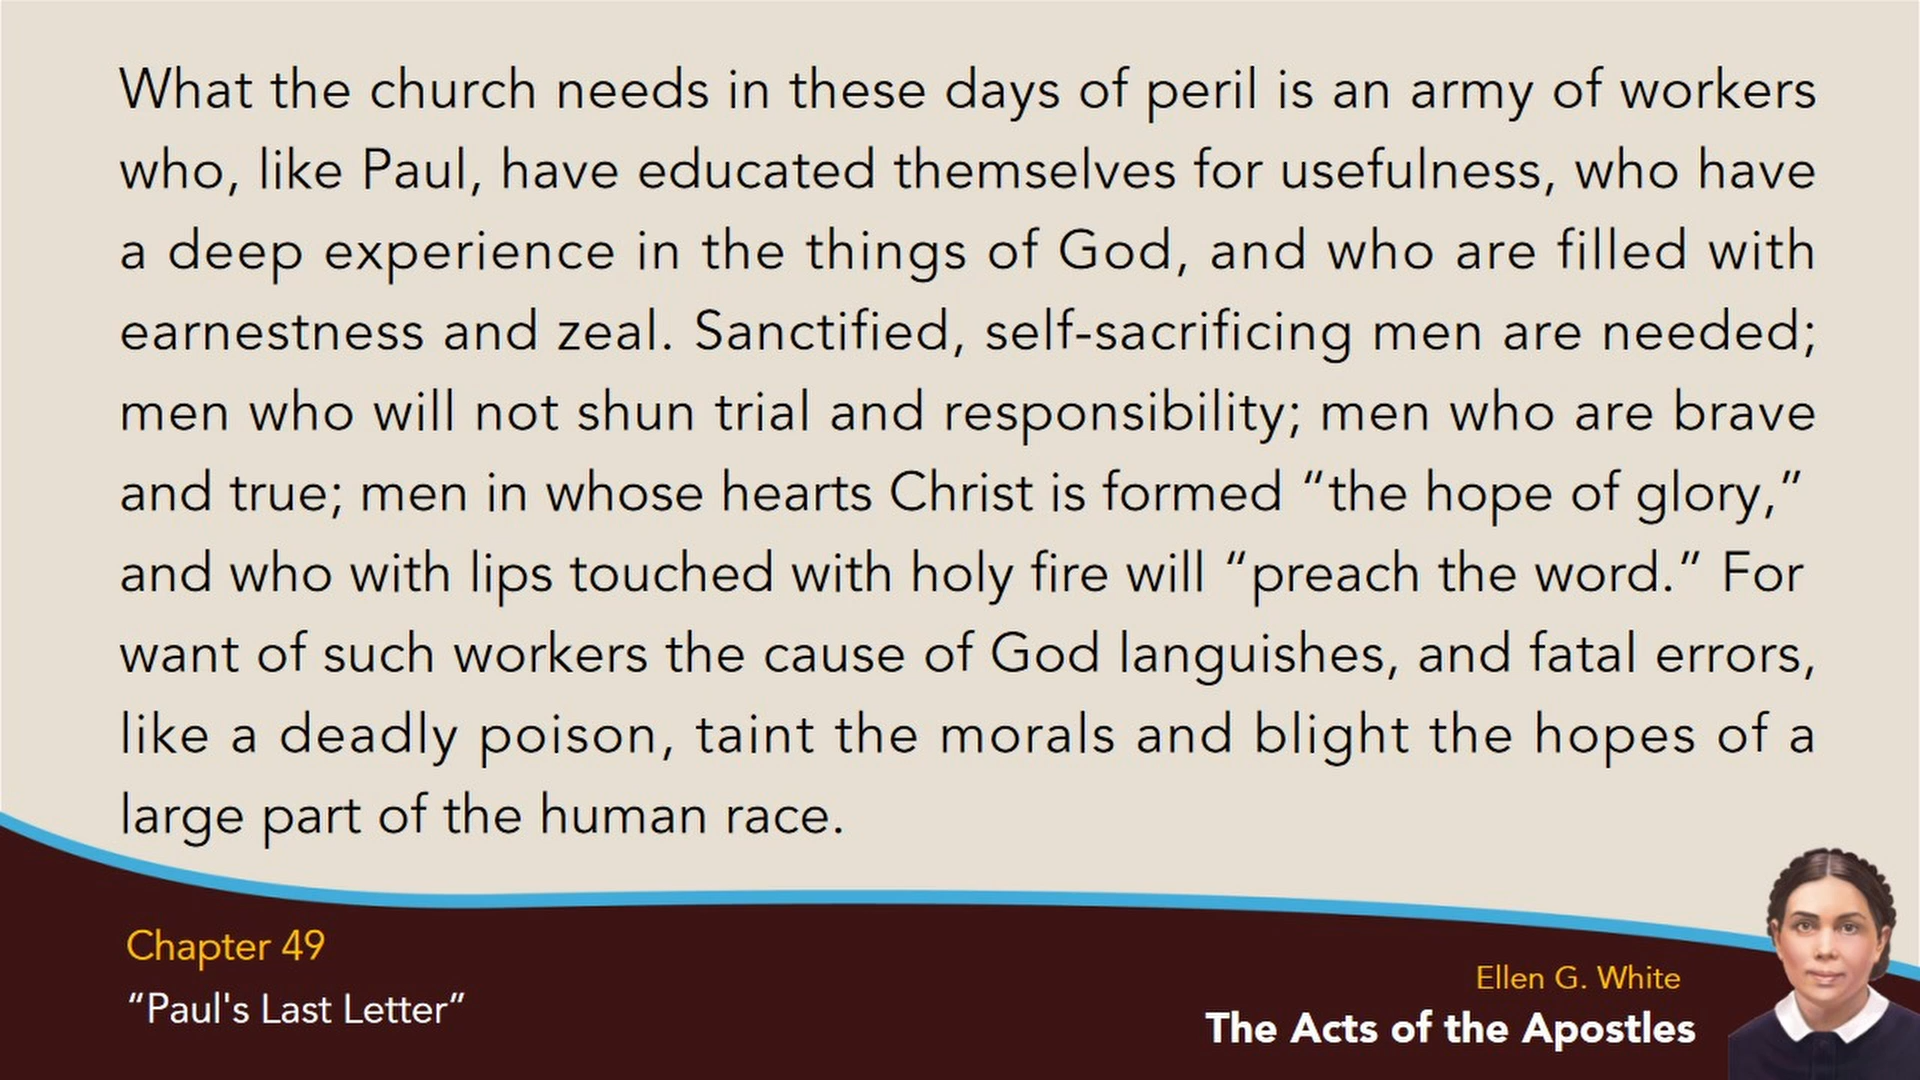 What the church needs in these days of peril is an army of workers
who, like Paul, have educated themselves for usefulness, who have
a deep experience in the things of God, and who are filled with
earnestness and zeal. Sanctified, self-sacrificing men are needed;
men who will not shun trial and responsibility; men who are brave
and true; men in whose hearts Christ is formed “the hope of glory,”
and who with lips touched with holy fire will “preach the word.” For
want of such workers the cause of God languishes, and fatal errors,
like a deadly poison, taint the morals and blight the hopes of a
large part of the human race.
Chapter 49
“Paul's Last Letter”
Ellen G. White
The Acts of the Apostles